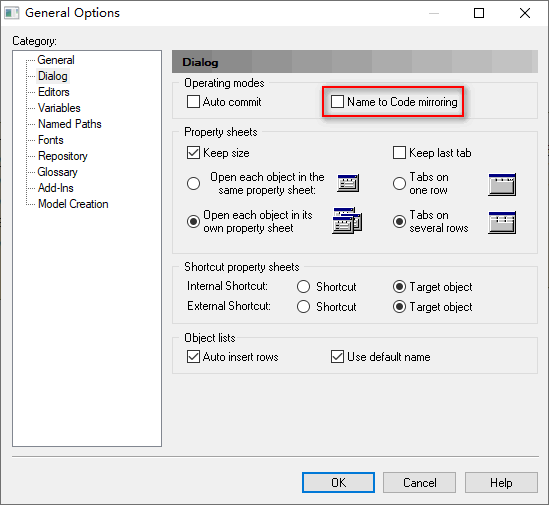 General Options
Category:
General
Dialog
Editors
Variables
Named Paths
Fonts
Repository
Glossary
Add-Ins
Model Creation
Dialog
Operating modes
Auto commit
Name to Code mirroring
Property sheets
Keep size
Keep last tab
Open each object in the
same property sheet:
Tabs on
one row
Open each object in its
own property sheet
Tabs on
several rows
Shortcut property sheets
Internal Shortcut: Shortcut Target object
External Shortcut: Shortcut Target object
Object lists
Auto insert rows
Use default name
OK Cancel Help